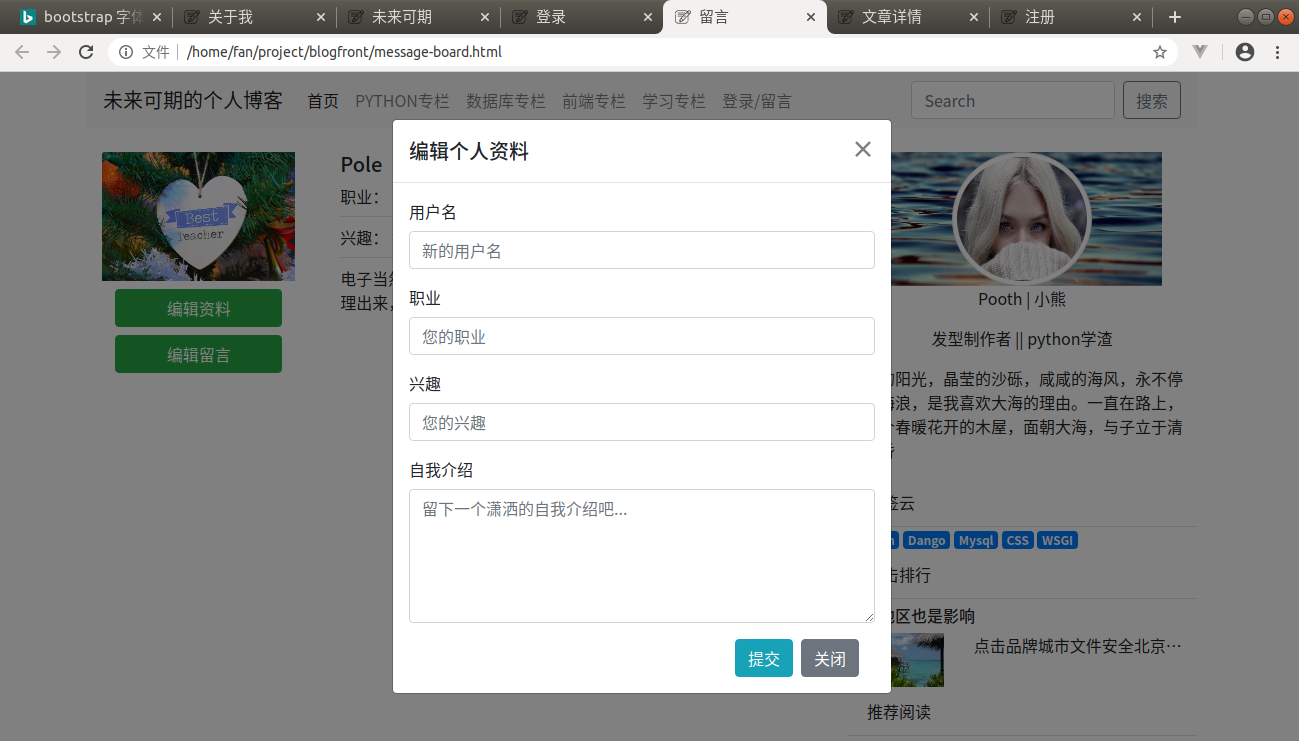 bootstrap 字体
关于我
未来可期
登录
留言
文章详情
注册
文件
/home/fan/project/blogfront/message-board.html
未来可期的个人博客
首页
PYTHON专栏
数据库专栏
前端专栏
学习专栏
登录/留言
Search
搜索
Best
Teacher
编辑资料
编辑留言
Pole
职业：
兴趣：
电子当然
理出来，
编辑个人资料
用户名
新的用户名
职业
您的职业
兴趣
您的兴趣
自我介绍
留下一个潇洒的自我介绍吧...
提交
关闭
Pooth | 小熊
发型制作者 || python学渣
阳光，晶莹的沙砾，咸咸的海风，永不停
浪，是我喜欢大海的理由。一直在路上，
春暖花开的木屋，面朝大海，与子立于清
签云
Dango
Mysql
CSS
WSGI
击排行
地区也是影响
点击品牌城市文件安全北京…
推荐阅读